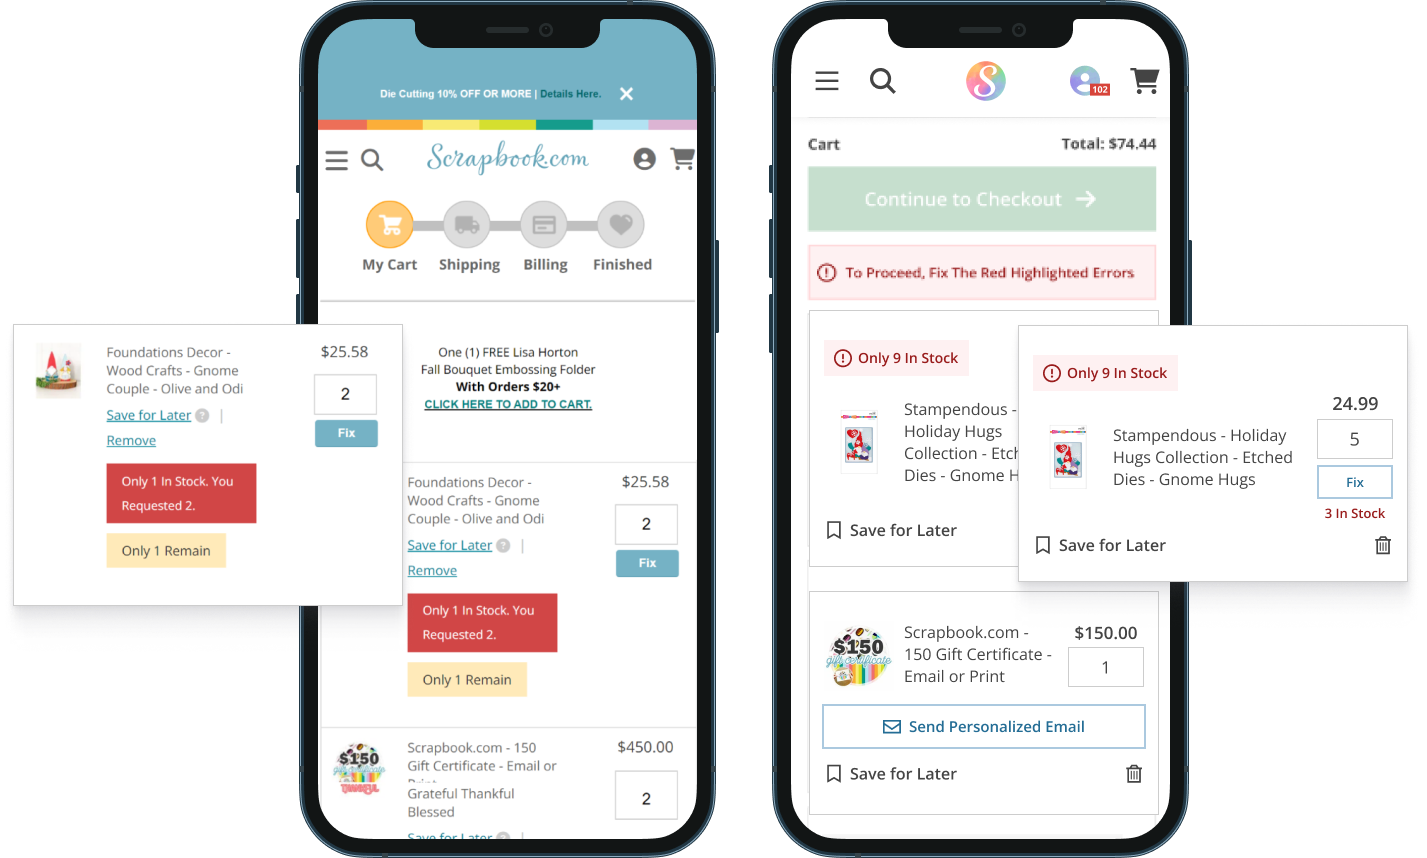 Die Cutting 10% OFF OR MORE | Details Here.
Scrapbook.com
My Cart
Shipping
Billing
Finished
One (1) FREE Lisa Horton
Fall Bouquet Embossing Folder
With Orders $20+
CLICK HERE TO ADD TO CART.
Foundations Decor -
Wood Crafts - Gnome
Couple - Olive and Odi
$25.58
2
Save for Later ? |
Fix
Remove
Only 1 In Stock. You
Requested 2.
Only 1 Remain
Foundations Decor -
Wood Crafts - Gnome
Couple - Olive and Odi
$25.58
2
Save for Later ? |
Fix
Remove
Only 1 In Stock. You
Requested 2.
Only 1 Remain
$150
gift certificate
THANKFUL
Scrapbook.com - 150
Gift Certificate - Email or
Print
Grateful Thankful
Blessed
$450.00
2
Save for Later ? |
S
102
Cart
Total: $74.44
Continue to Checkout
To Proceed, Fix The Red Highlighted Errors
Only 9 In Stock
Stampendous -
Holiday Hugs
Collection - Etch
Dies - Gnome H
Save for Later
Only 9 In Stock
24.99
Stampendous - Holiday
Hugs Collection - Etched
Dies - Gnome Hugs
5
Fix
3 In Stock
Save for Later
$150
gift certificate
Scrapbook.com -
150 Gift Certificate -
Email or Print
$150.00
1
Send Personalized Email
Save for Later